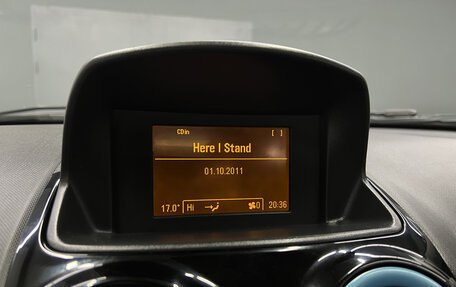 CD in [ ]
Here I Stand
01.10.2011
17.0° Hi 0 20:36